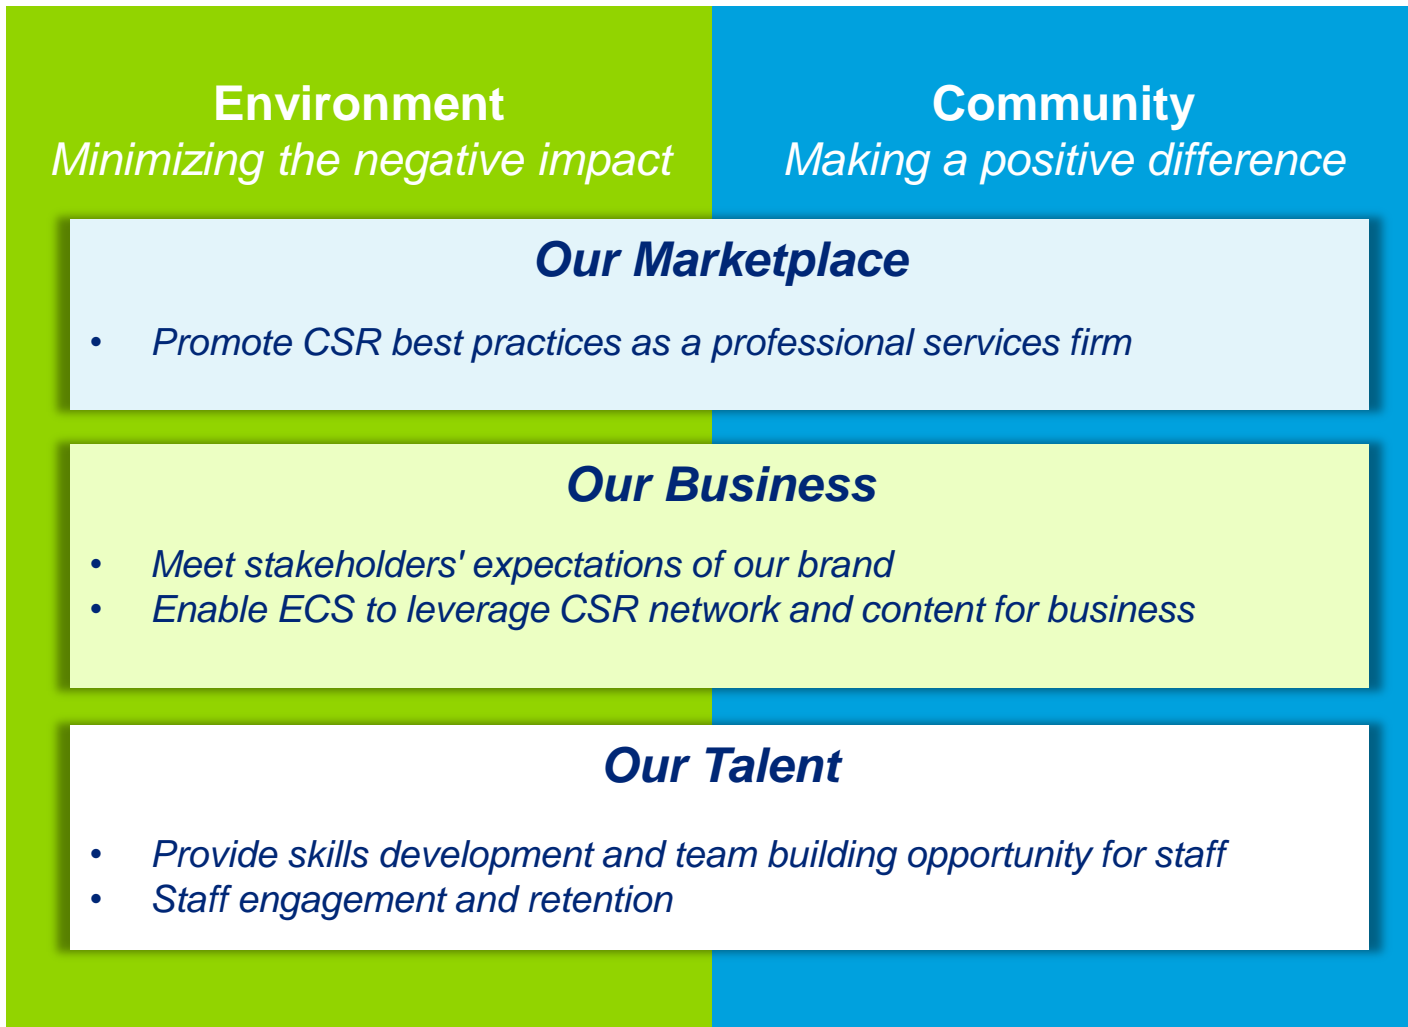 Environment
Minimizing the negative impact
Community
Making a positive difference
Our Marketplace
• Promote CSR best practices as a professional services firm
Our Business
• Meet stakeholders' expectations of our brand
• Enable ECS to leverage CSR network and content for business
Our Talent
• Provide skills development and team building opportunity for staff
• Staff engagement and retention